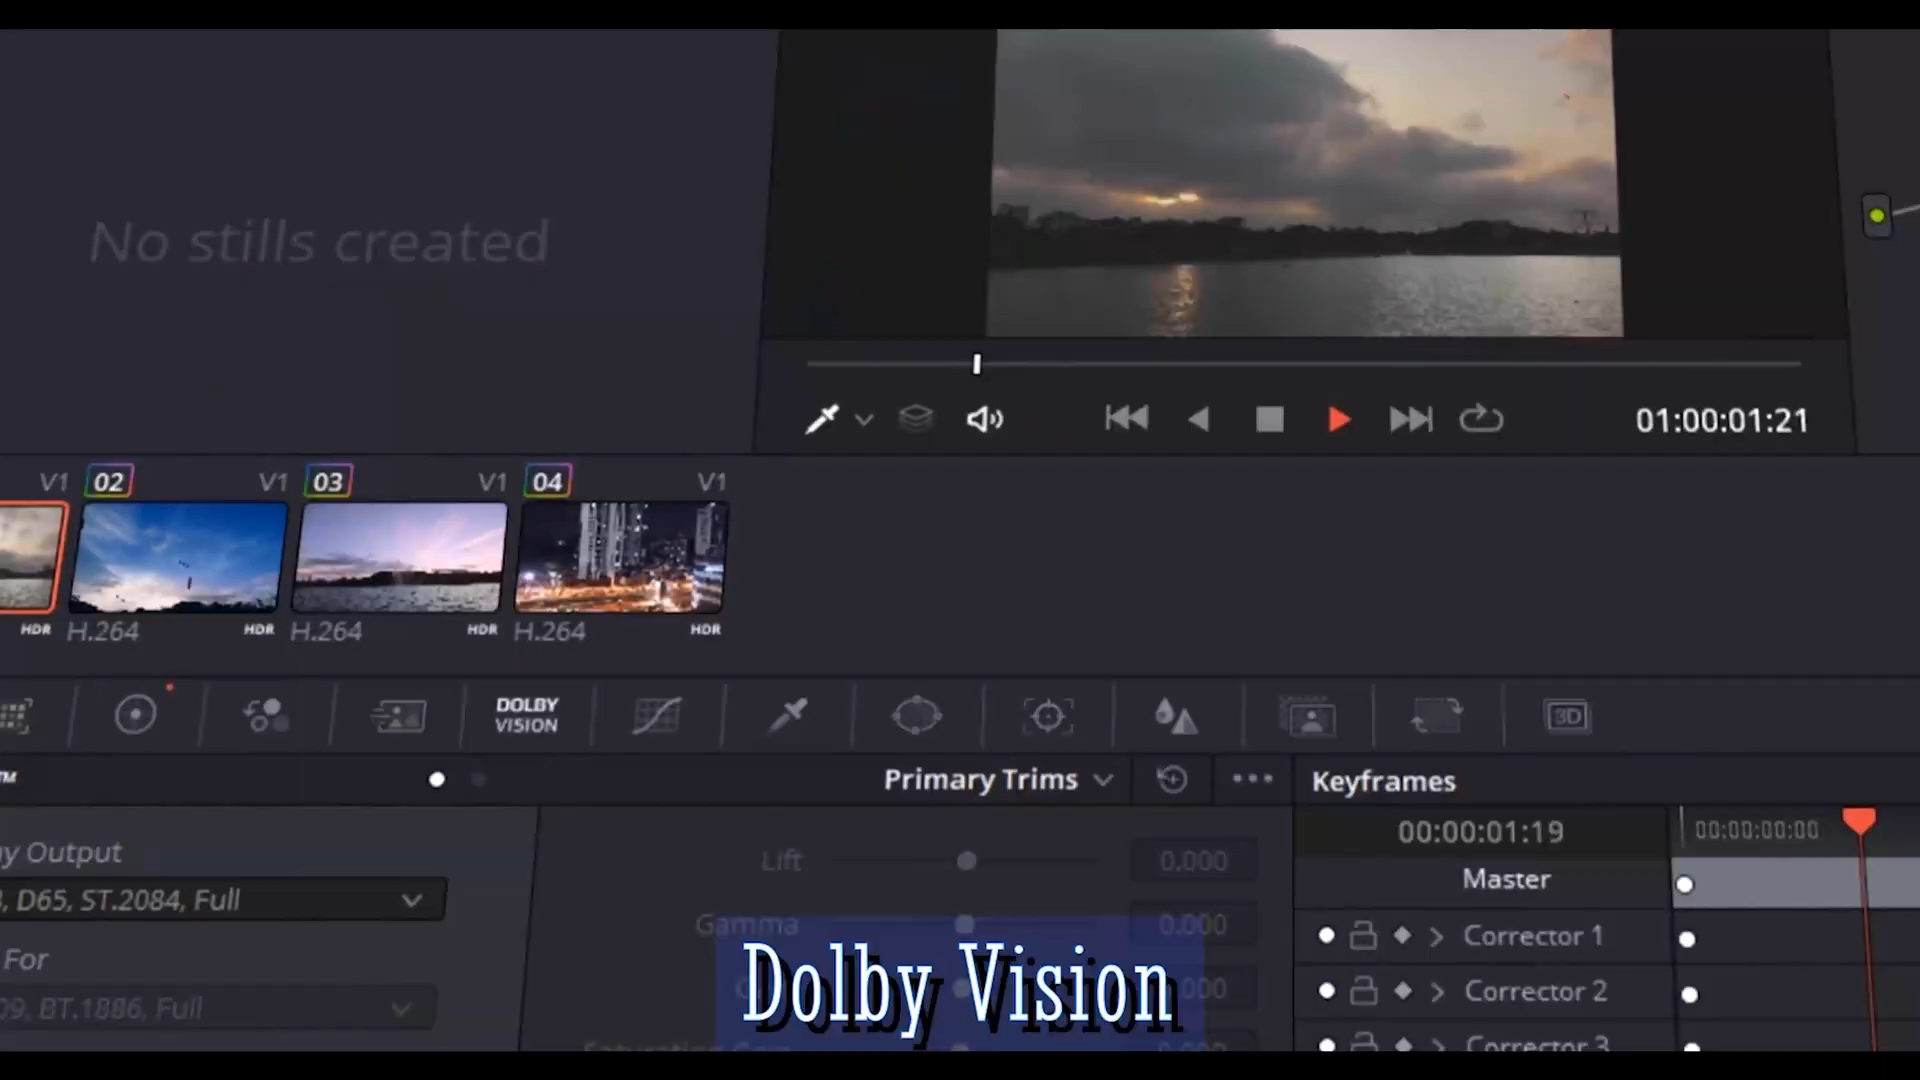 No stills created
01:00:01:21
V1 02 V1 03 V1 04 V1
HDR H.264 HDR H.264 HDR H.264 HDR
DOLBY
VISION
3D
TM
Primary Trims
Keyframes
Output
D65, ST.2084, Full
For
BT.1886, Full
Lift 0.000
Gamma 0.000
Dolby Vision
00:00:01:19
00:00:00:00
Master
Corrector 1
Corrector 2
Corrector 3